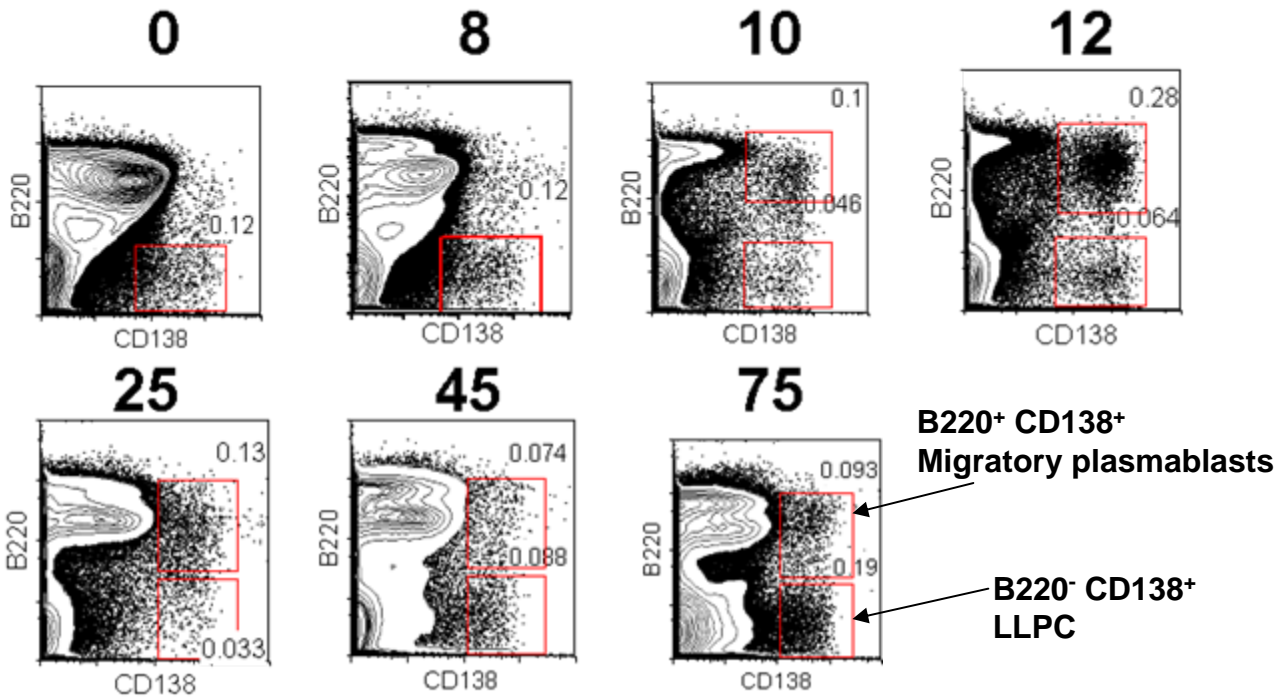 0
8
10
12
0.12
B220
CD138
0.12
B220
CD138
0.1
0.046
B220
CD138
0.28
0.064
B220
CD138
25
45
75
0.13
0.033
B220
CD138
0.074
0.088
B220
CD138
0.093
0.19
B220
CD138
B220⁺ CD138⁺
Migratory plasmablasts
B220⁻ CD138⁺
LLPC